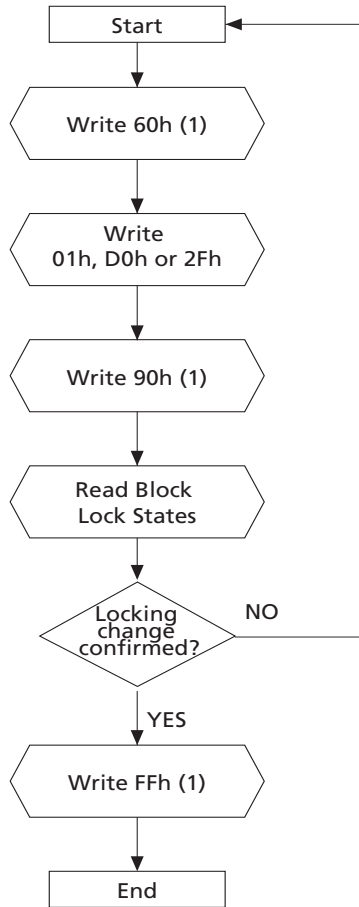 Start
Write 60h (1)
Write
01h, D0h or 2Fh
Write 90h (1)
Read Block
Lock States
Locking
change
confirmed?
NO
YES
Write FFh (1)
End